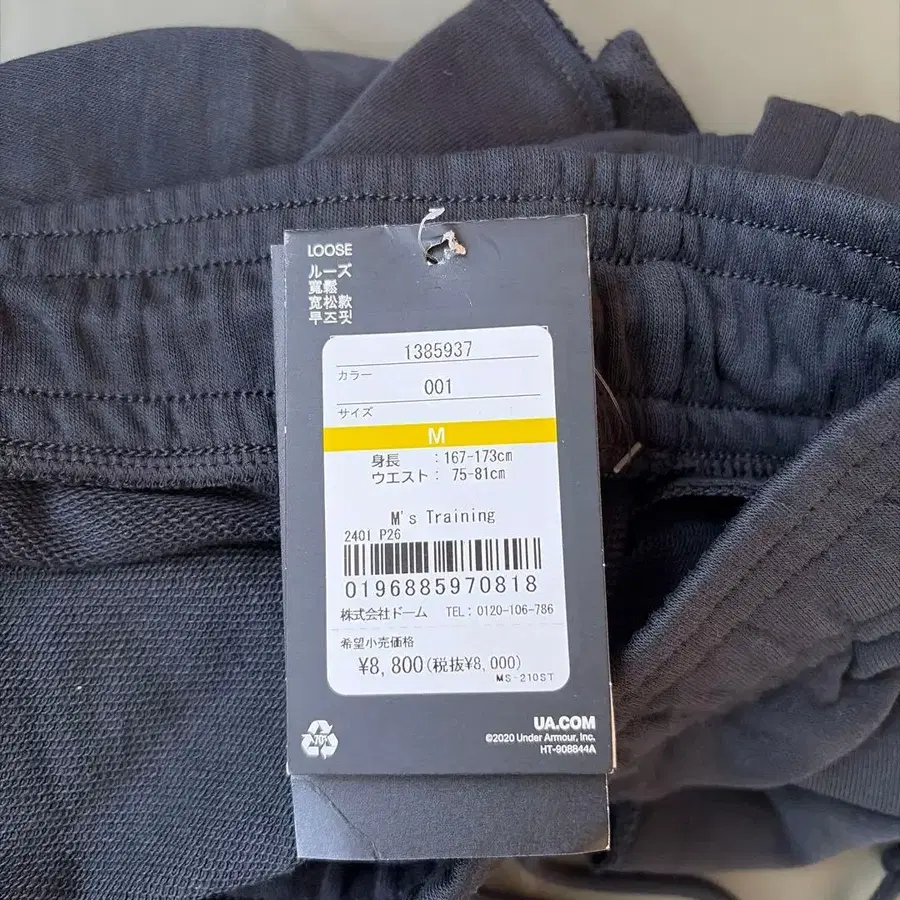 LOOSE
ルーズ
寬鬆
宽松款
루즈핏
1385937
カラー
001
サイズ
M
身長 :167-173cm
ウエスト: 75-81cm
M's Training
2401 P26
0196885970818
株式会社ドーム TEL:0120-106-786
希望小売価格
¥8,800(税抜¥8,000)
MS-210ST
70%
UA.COM
©2020 Under Armour, Inc.
HT-908844A